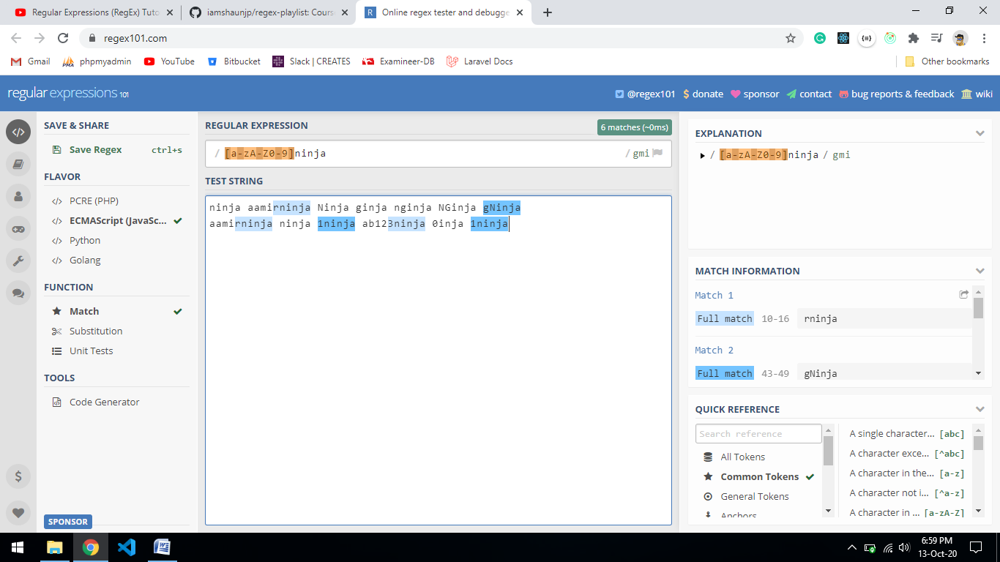 Regular Expressions (RegEx) Tuto
iamshaunjp/regex-playlist: Cours
Online regex tester and debugge
regex101.com
Gmail phpmyadmin YouTube Bitbucket Slack | CREATES Examineer-DB Laravel Docs Other bookmarks
regular expressions 101
@regex101 $ donate sponsor contact bug reports & feedback wiki
SAVE & SHARE
Save Regex ctrl+s
FLAVOR
</> PCRE (PHP)
</> ECMAScript (JavaSc...
</> Python
</> Golang
FUNCTION
Match
Substitution
Unit Tests
TOOLS
Code Generator
SPONSOR
REGULAR EXPRESSION
6 matches (~0ms)
/ [a-zA-Z0-9]ninja / gmi
TEST STRING
ninja aamirninja Ninja ginja nginja NGinja gNinja
aamirninja ninja 1ninja ab123ninja 0inja 1ninja
EXPLANATION
/ [a-zA-Z0-9]ninja / gmi
MATCH INFORMATION
Match 1
Full match 10-16 rninja
Match 2
Full match 43-49 gNinja
QUICK REFERENCE
Search reference
All Tokens
Common Tokens
General Tokens
Anchors
A single character... [abc]
A character exce... [^abc]
A character in the... [a-z]
A character not i... [^a-z]
A character in ... [a-zA-Z]
6:59 PM
13-Oct-20